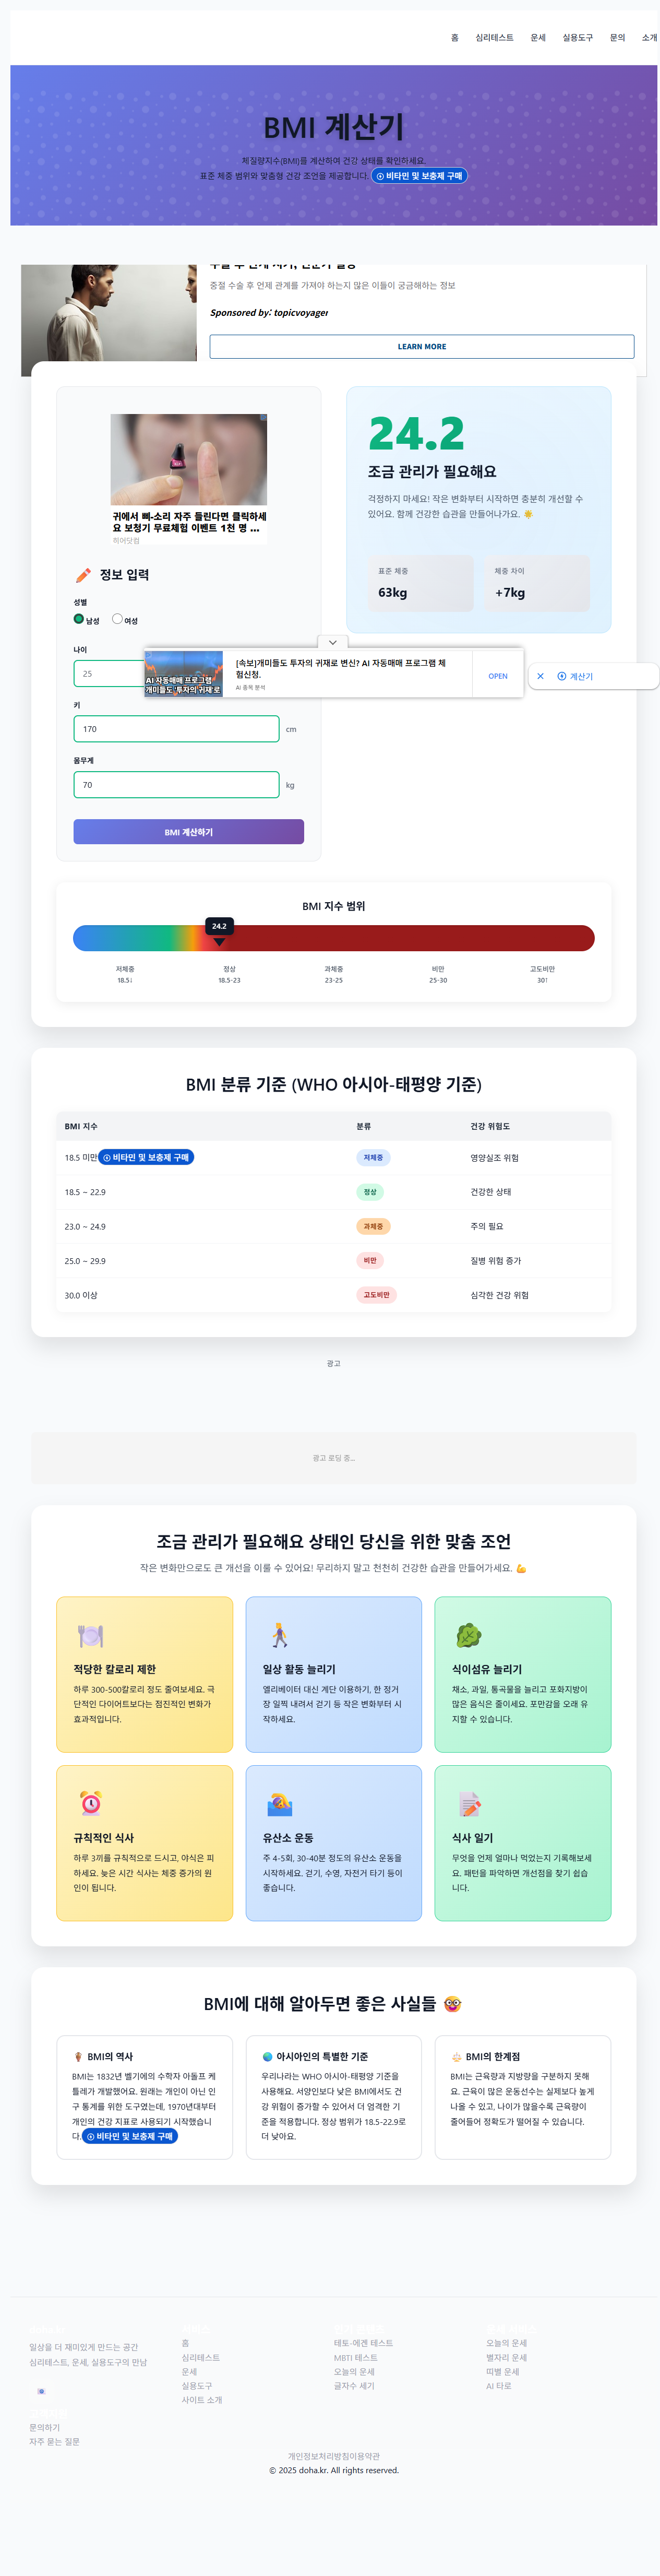 홈 심리테스트 운세 실용도구 문의 소개
BMI 계산기
체질량지수(BMI)를 계산하여 건강 상태를 확인하세요.
표준 체중 범위와 맞춤형 건강 조언을 제공합니다. 비타민 및 보충제 구매
중절 수술 후 언제 관계를 가져야 하는지 많은 이들이 궁금해하는 정보
Sponsored by: topicvoyager
LEARN MORE
귀에서 삐-소리 자주 들린다면 클릭하세
요 보청기 무료체험 이벤트 1천 명 ...
히어닷컴
정보 입력
성별
남성 여성
나이
25
키
170 cm
몸무게
70 kg
BMI 계산하기
24.2
조금 관리가 필요해요
걱정하지 마세요! 작은 변화부터 시작하면 충분히 개선할 수
있어요. 함께 건강한 습관을 만들어나가요. ☀️
표준 체중
63kg
체중 차이
+7kg
AI 자동매매 프로그램
개미들도 '투자의 귀재'로
[속보]개미들도 투자의 귀재로 변신? AI 자동매매 프로그램 체
험신청.
AI 종목 분석
OPEN
계산기
BMI 지수 범위
24.2
저체중 정상 과체중 비만 고도비만
18.5↓ 18.5-23 23-25 25-30 30↑
BMI 분류 기준 (WHO 아시아-태평양 기준)
BMI 지수 분류 건강 위험도
18.5 미만 비타민 및 보충제 구매 저체중 영양실조 위험
18.5 ~ 22.9 정상 건강한 상태
23.0 ~ 24.9 과체중 주의 필요
25.0 ~ 29.9 비만 질병 위험 증가
30.0 이상 고도비만 심각한 건강 위험
광고
광고 로딩 중...
조금 관리가 필요해요 상태인 당신을 위한 맞춤 조언
작은 변화만으로도 큰 개선을 이룰 수 있어요! 무리하지 말고 천천히 건강한 습관을 만들어가세요. 💪
적당한 칼로리 제한
하루 300-500칼로리 정도 줄여보세요. 극
단적인 다이어트보다는 점진적인 변화가
효과적입니다.
일상 활동 늘리기
엘리베이터 대신 계단 이용하기, 한 정거
장 일찍 내려서 걷기 등 작은 변화부터 시
작하세요.
식이섬유 늘리기
채소, 과일, 통곡물을 늘리고 포화지방이
많은 음식은 줄이세요. 포만감을 오래 유
지할 수 있습니다.
규칙적인 식사
하루 3끼를 규칙적으로 드시고, 야식은 피
하세요. 늦은 시간 식사는 체중 증가의 원
인이 됩니다.
유산소 운동
주 4-5회, 30-40분 정도의 유산소 운동을
시작하세요. 걷기, 수영, 자전거 타기 등이
좋습니다.
식사 일기
무엇을 언제 얼마나 먹었는지 기록해보세
요. 패턴을 파악하면 개선점을 찾기 쉽습
니다.
BMI에 대해 알아두면 좋은 사실들 🤓
BMI의 역사
BMI는 1832년 벨기에의 수학자 아돌프 케
틀레가 개발했어요. 원래는 개인이 아닌 인
구 통계를 위한 도구였는데, 1970년대부터
개인의 건강 지표로 사용되기 시작했습니
다. 비타민 및 보충제 구매
아시아인의 특별한 기준
우리나라는 WHO 아시아-태평양 기준을
사용해요. 서양인보다 낮은 BMI에서도 건
강 위험이 증가할 수 있어서 더 엄격한 기
준을 적용합니다. 정상 범위가 18.5-22.9로
더 낮아요.
BMI의 한계점
BMI는 근육량과 지방량을 구분하지 못해
요. 근육이 많은 운동선수는 실제보다 높게
나올 수 있고, 나이가 많을수록 근육량이
줄어들어 정확도가 떨어질 수 있습니다.
일상을 더 재미있게 만드는 공간
심리테스트, 운세, 실용도구의 만남
문의하기
자주 묻는 질문
홈
심리테스트
운세
실용도구
사이트 소개
테토-에겐 테스트
MBTI 테스트
오늘의 운세
글자수 세기
오늘의 운세
별자리 운세
띠별 운세
AI 타로
개인정보처리방침이용약관
© 2025 doha.kr. All rights reserved.